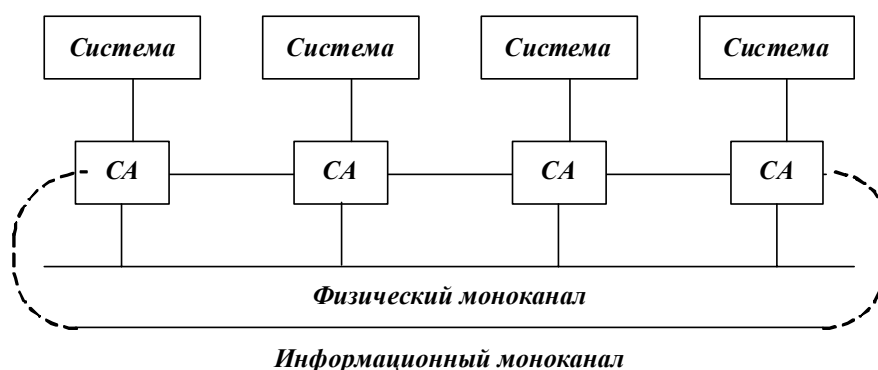 Система Система Система Система
СА СА СА СА
Физический моноканал
Информационный моноканал